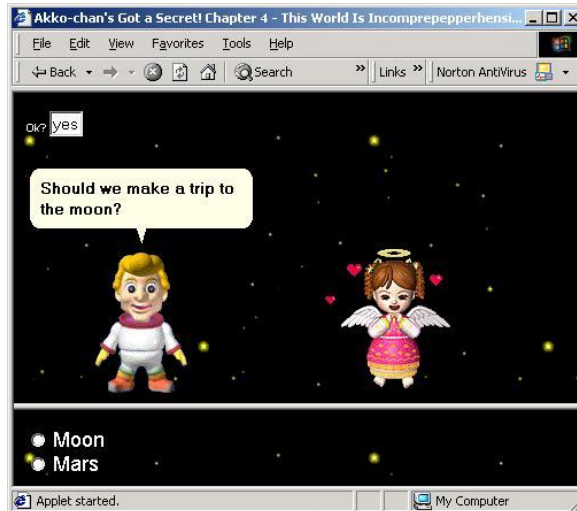 Akko-chan's Got a Secret! Chapter 4 - This World Is Incomprepepperhensi...
File Edit View Favorites Tools Help
Back Search » Links » Norton AntiVirus
Ok? yes
Should we make a trip to
the moon?
Moon
Mars
Applet started. My Computer